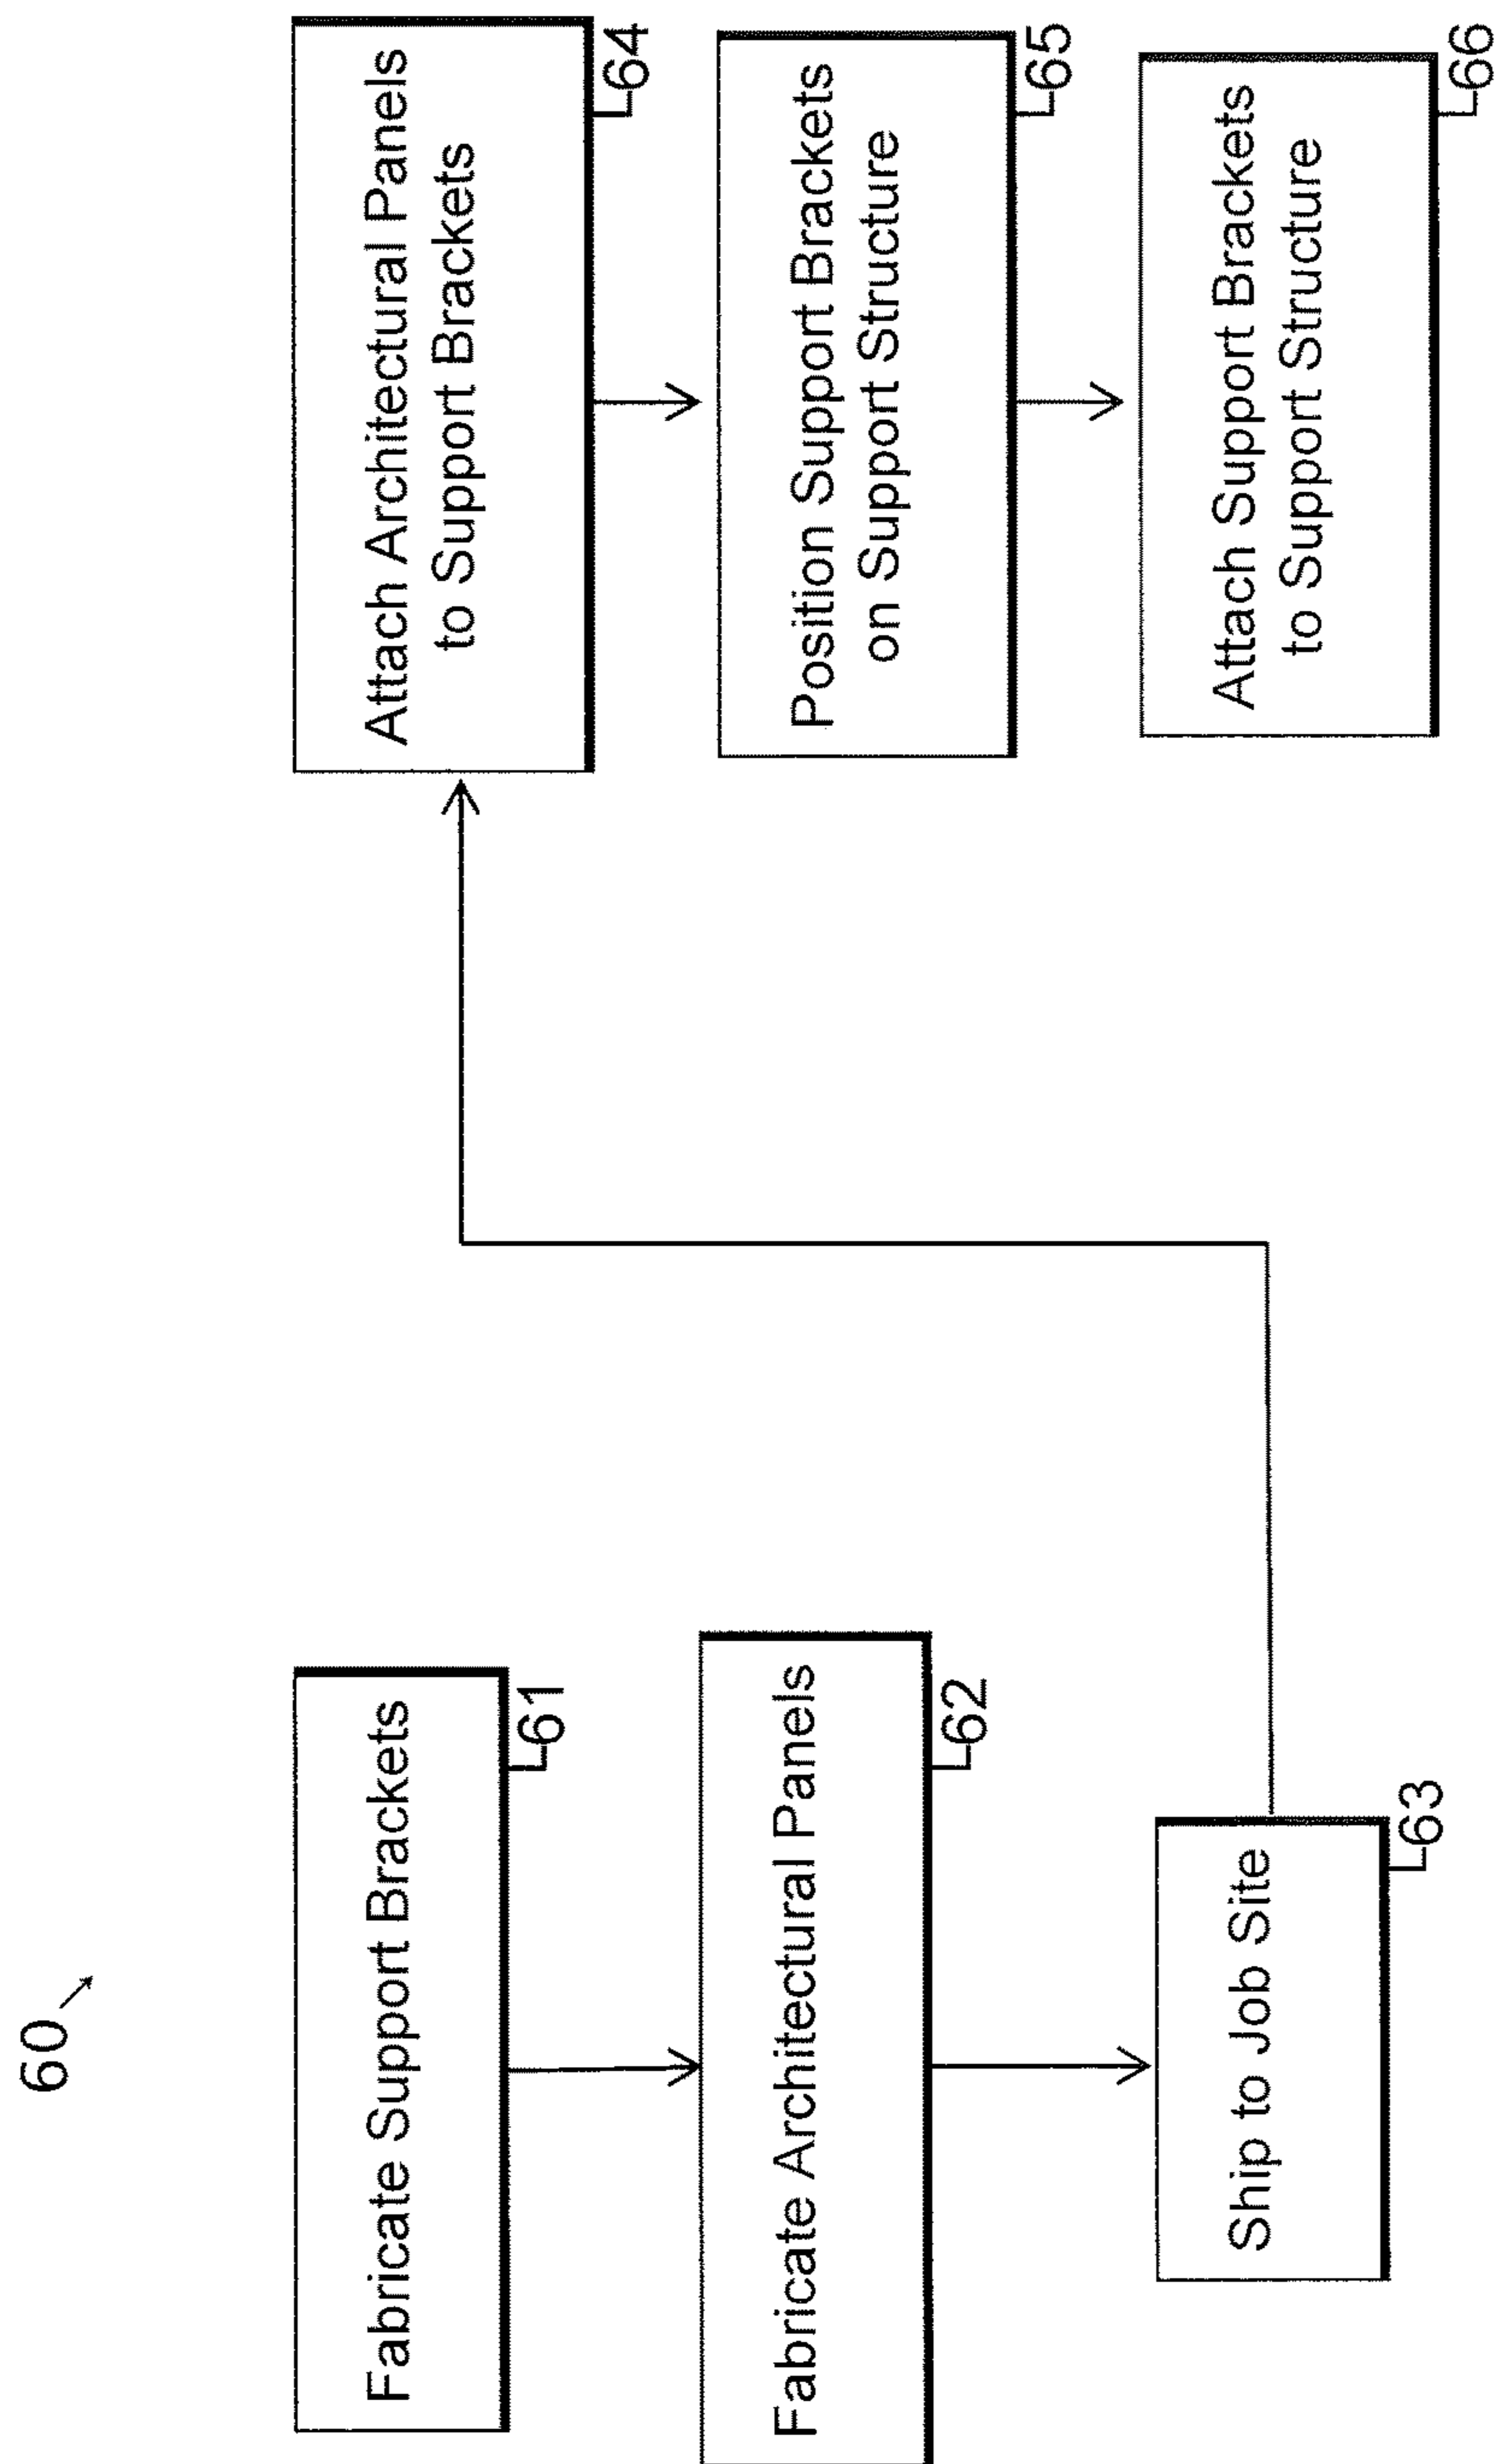 60
Fabricate Support Brackets
61
Fabricate Architectural Panels
62
Ship to Job Site
63
Attach Architectural Panels
to Support Brackets
64
Position Support Brackets
on Support Structure
65
Attach Support Brackets
to Support Structure
66